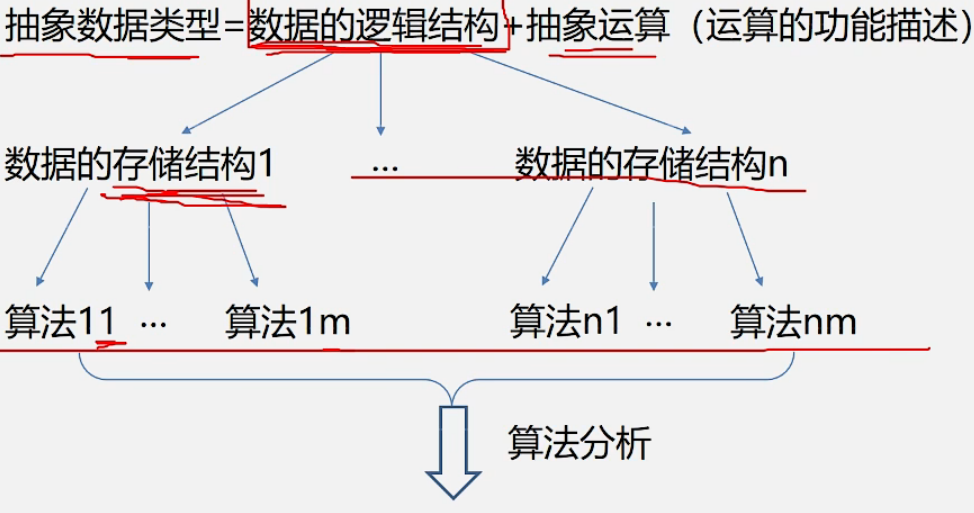 抽象数据类型=数据的逻辑结构+抽象运算（运算的功能描述）
数据的存储结构1 … 数据的存储结构n
算法11 … 算法1m 算法n1 … 算法nm
算法分析